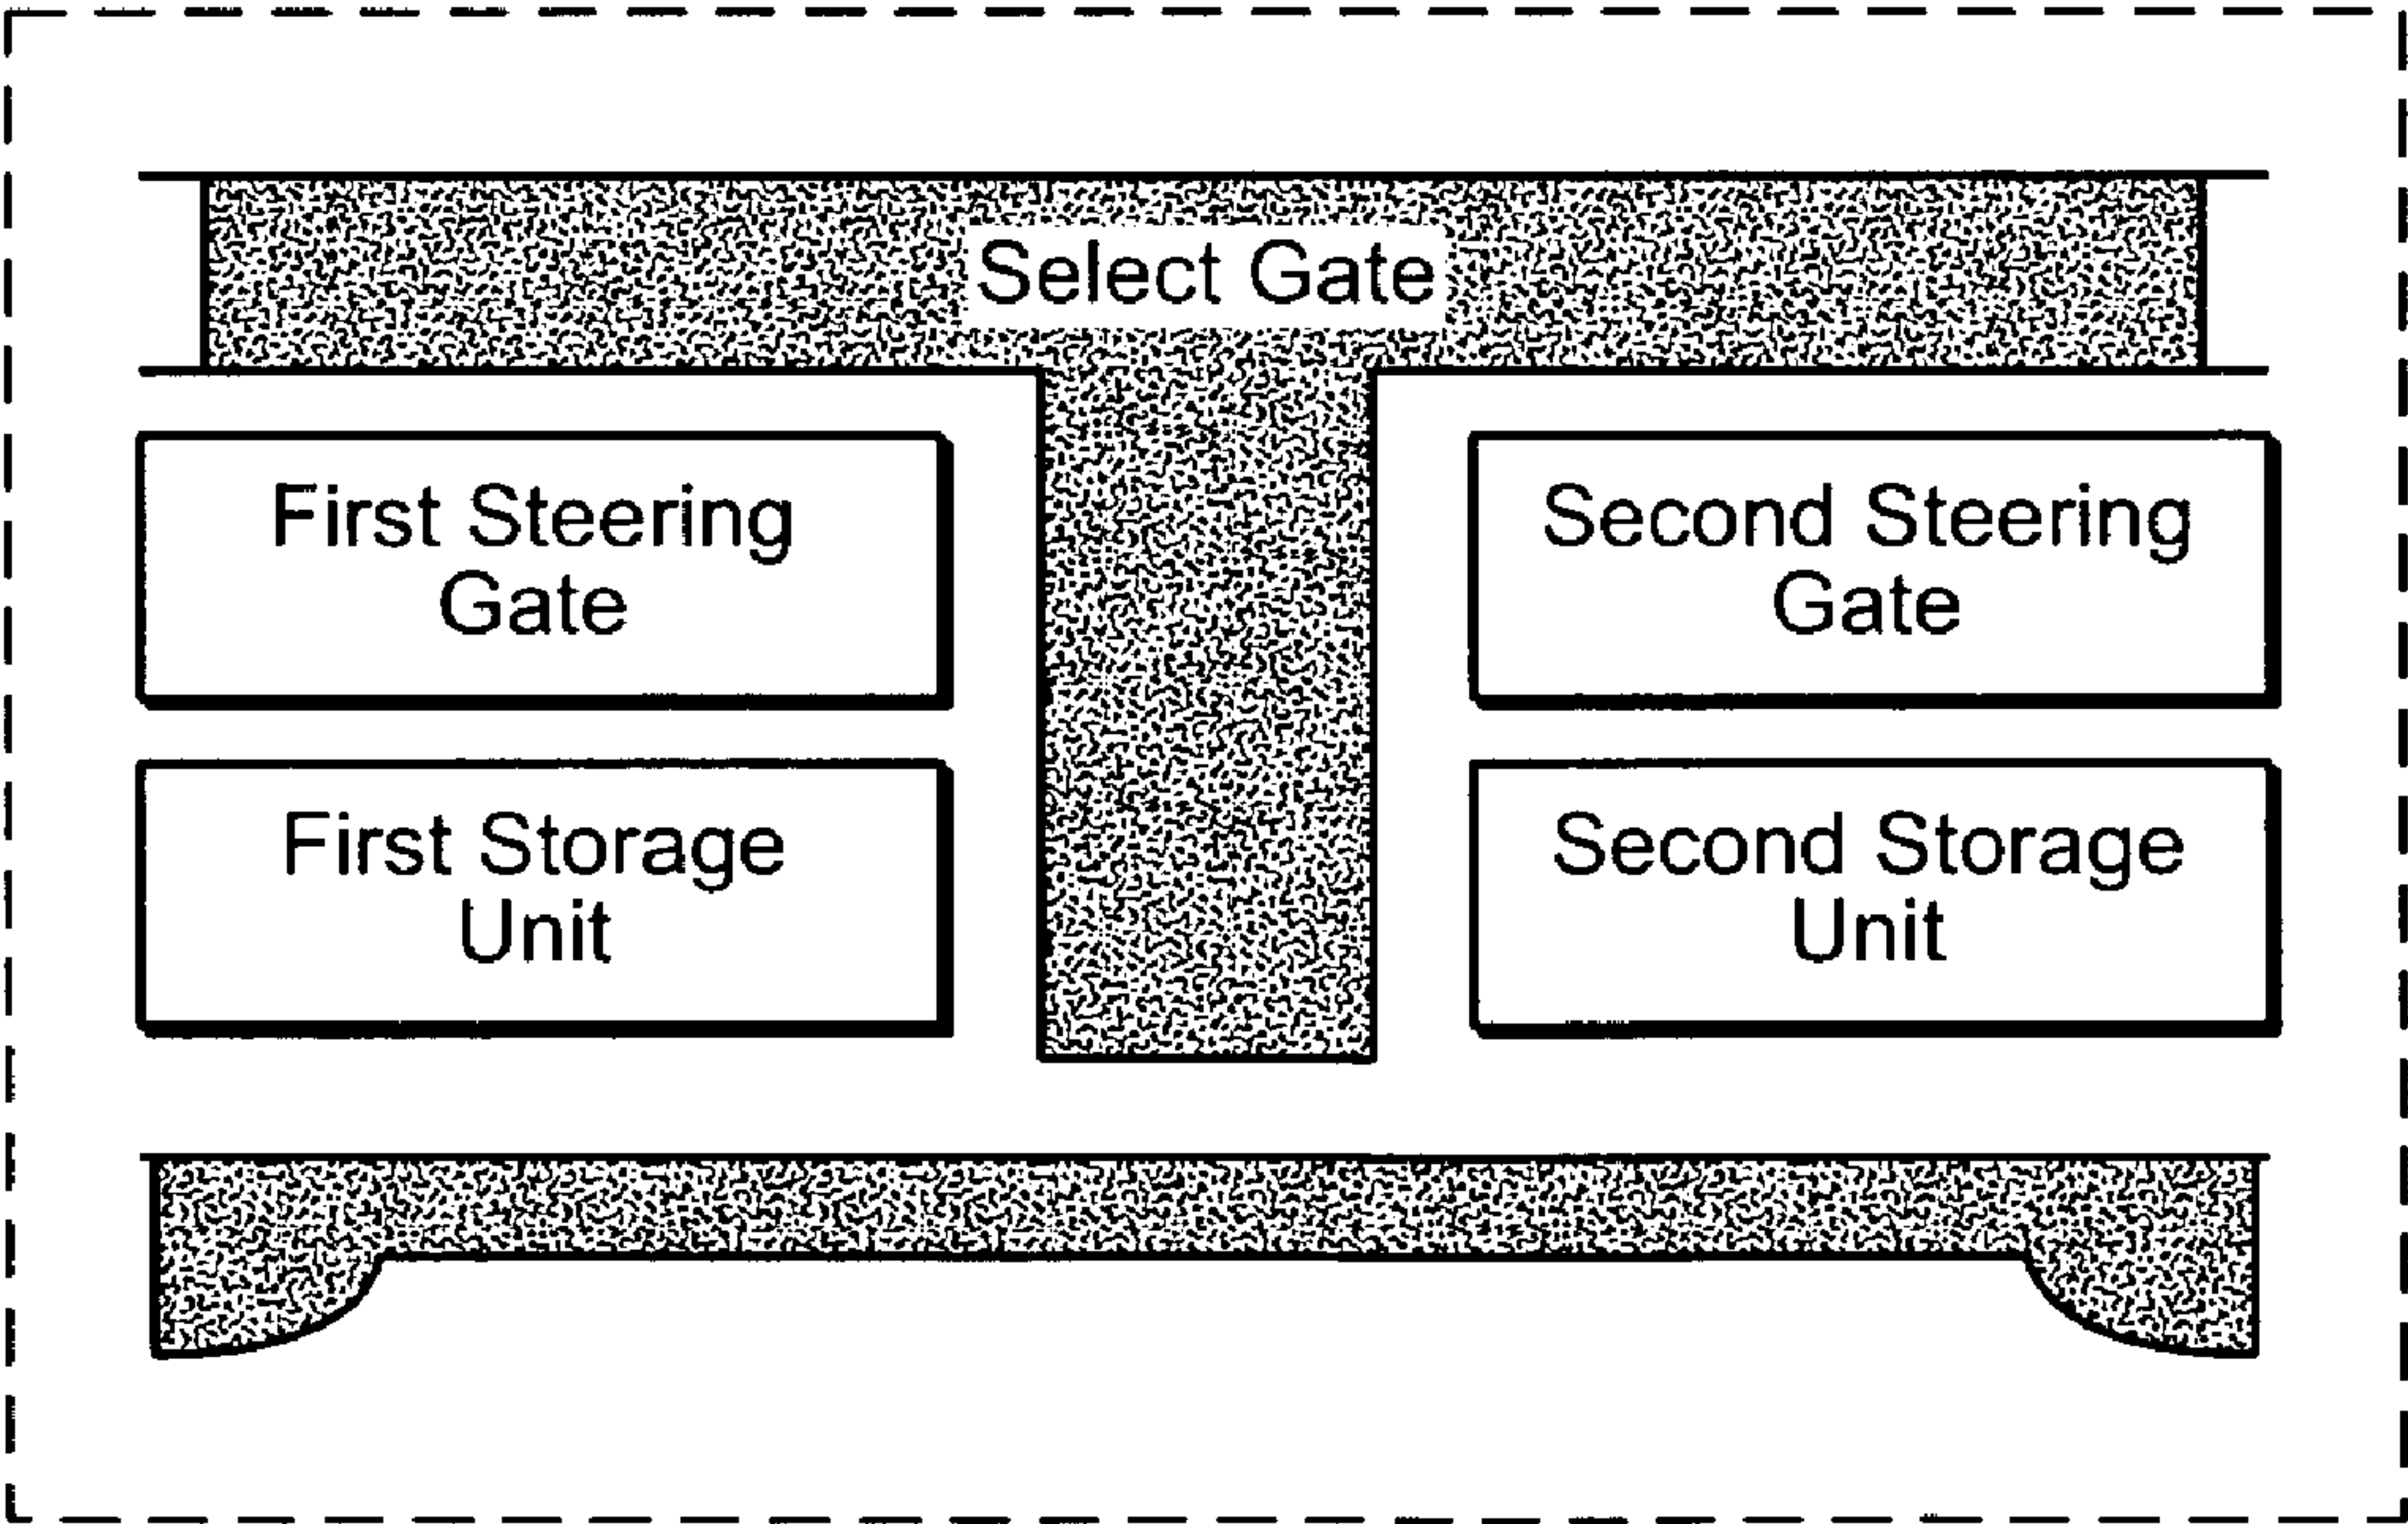 Select Gate
First Steering
Gate
Second Steering
Gate
First Storage
Unit
Second Storage
Unit